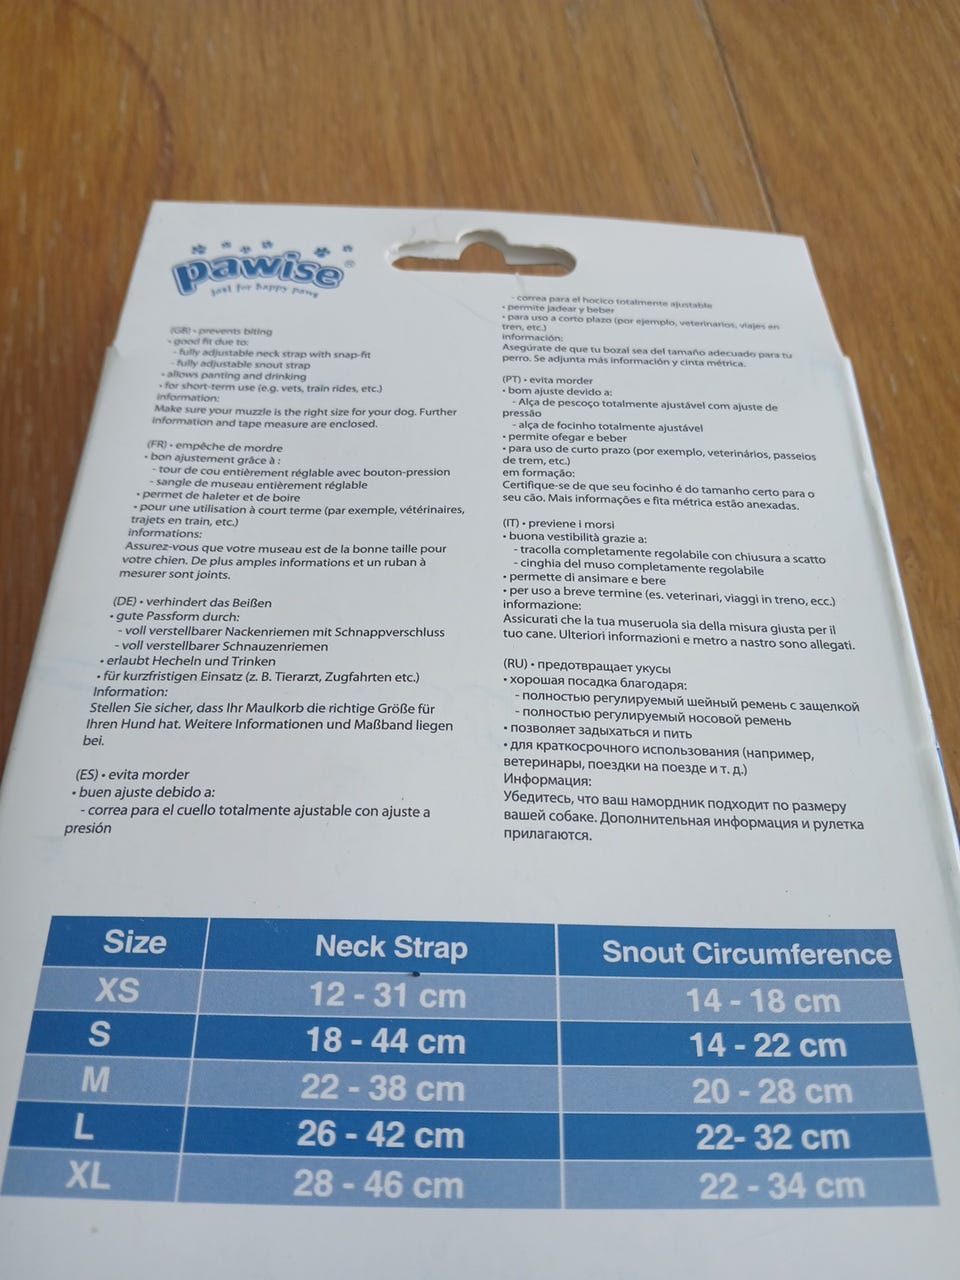 pawise®
just for happy paws
(GB) • prevents biting
• good fit due to:
- fully adjustable neck strap with snap-fit
- fully adjustable snout strap
• allows panting and drinking
• for short-term use (e.g. vets, train rides, etc.)
information:
Make sure your muzzle is the right size for your dog. Further
information and tape measure are enclosed.
(FR) • empêche de mordre
• bon ajustement grâce à :
- tour de cou entièrement réglable avec bouton-pression
- sangle de museau entièrement réglable
• permet de haleter et de boire
• pour une utilisation à court terme (par exemple, vétérinaires,
trajets en train, etc.)
informations:
Assurez-vous que votre museau est de la bonne taille pour
votre chien. De plus amples informations et un ruban à
mesurer sont joints.
(DE) • verhindert das Beißen
• gute Passform durch:
- voll verstellbarer Nackenriemen mit Schnappverschluss
- voll verstellbarer Schnauzenriemen
• erlaubt Hecheln und Trinken
• für kurzfristigen Einsatz (z. B. Tierarzt, Zugfahrten etc.)
Information:
Stellen Sie sicher, dass Ihr Maulkorb die richtige Größe für
Ihren Hund hat. Weitere Informationen und Maßband liegen
bei.
(ES) • evita morder
• buen ajuste debido a:
- correa para el cuello totalmente ajustable con ajuste a
presión
- correa para el hocico totalmente ajustable
• permite jadear y beber
• para uso a corto plazo (por ejemplo, veterinarios, viajes en
tren, etc.)
información:
Asegúrate de que tu bozal sea del tamaño adecuado para tu
perro. Se adjunta más información y cinta métrica.
(PT) • evita morder
• bom ajuste devido a:
- Alça de pescoço totalmente ajustável com ajuste de
pressão
- alça de focinho totalmente ajustável
• permite ofegar e beber
• para uso de curto prazo (por exemplo, veterinários, passeios
de trem, etc.)
em formação:
Certifique-se de que seu focinho é do tamanho certo para o
seu cão. Mais informações e fita métrica estão anexadas.
(IT) • previene i morsi
• buona vestibilità grazie a:
- tracolla completamente regolabile con chiusura a scatto
- cinghia del muso completamente regolabile
• permette di ansimare e bere
• per uso a breve termine (es. veterinari, viaggi in treno, ecc.)
informazione:
Assicurati che la tua museruola sia della misura giusta per il
tuo cane. Ulteriori informazioni e metro a nastro sono allegati.
(RU) • предотвращает укусы
• хорошая посадка благодаря:
- полностью регулируемый шейный ремень с защелкой
- полностью регулируемый носовой ремень
• позволяет задыхаться и пить
• для краткосрочного использования (например,
ветеринары, поездки на поезде и т. д.)
Информация:
Убедитесь, что ваш намордник подходит по размеру
вашей собаке. Дополнительная информация и рулетка
прилагаются.
Size Neck Strap Snout Circumference
XS 12 - 31 cm 14 - 18 cm
S 18 - 44 cm 14 - 22 cm
M 22 - 38 cm 20 - 28 cm
L 26 - 42 cm 22- 32 cm
XL 28 - 46 cm 22 - 34 cm